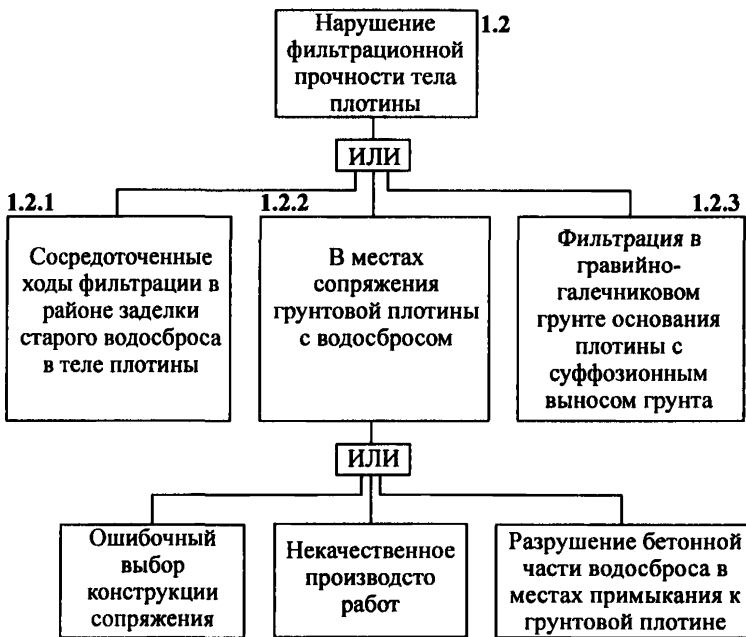 Нарушение
фильтрационной
прочности тела
плотины
1.2
ИЛИ
1.2.1
Сосредоточенные
ходы фильтрации в
районе заделки
старого водосброса
в теле плотины
1.2.2
В местах
сопряжения
грунтовой плотины
с водосбросом
1.2.3
Фильтрация в
гравийно-
галечниковом
грунте основания
плотины с
суффозионным
выносом грунта
ИЛИ
Ошибочный
выбор
конструкции
сопряжения
Некачественное
производсто
работ
Разрушение бетонной
части водосброса в
местах примыкания к
грунтовой плотине